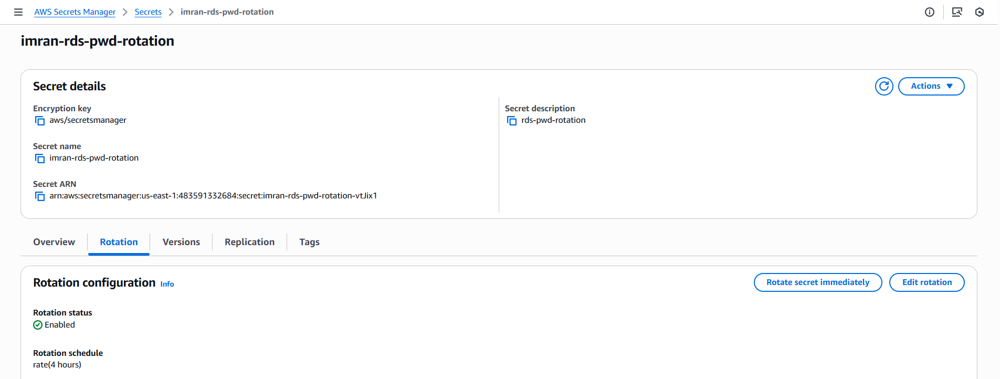 AWS Secrets Manager > Secrets > imran-rds-pwd-rotation
imran-rds-pwd-rotation
Secret details
Actions
Encryption key
aws/secretsmanager
Secret description
rds-pwd-rotation
Secret name
imran-rds-pwd-rotation
Secret ARN
arn:aws:secretsmanager:us-east-1:483591332684:secret:imran-rds-pwd-rotation-vtJix1
Overview Rotation Versions Replication Tags
Rotation configuration Info
Rotate secret immediately Edit rotation
Rotation status
Enabled
Rotation schedule
rate(4 hours)